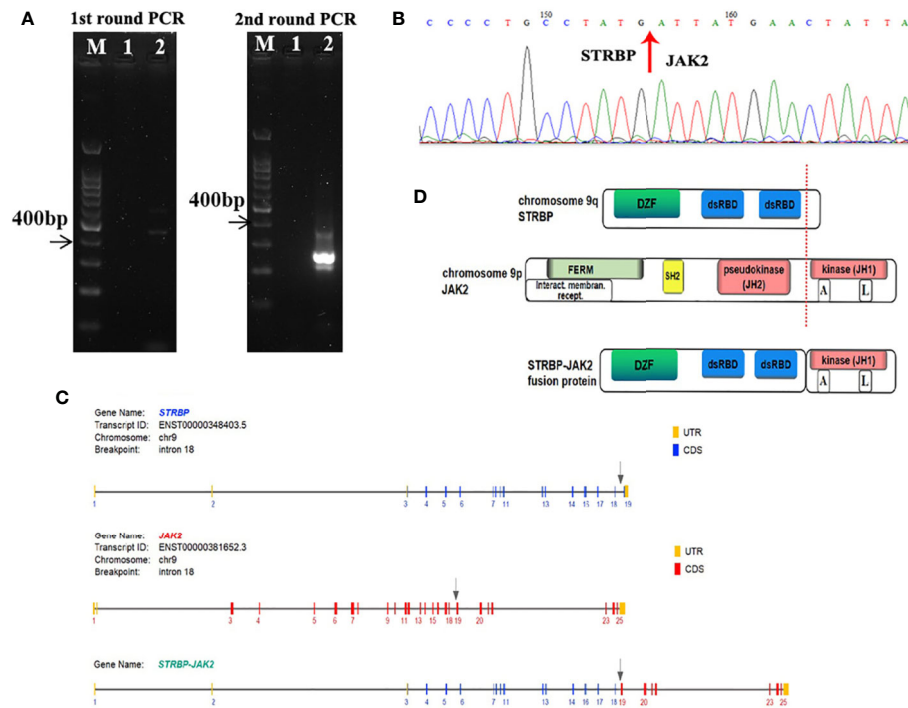 A
1st round PCR
2nd round PCR
M 1 2
M 1 2
400bp
400bp
B
150 160
C C C C T G C C T A T G A T T A T G A A C T A T T A
STRBP JAK2
D
chromosome 9q
STRBP
DZF dsRBD dsRBD
chromosome 9p
JAK2
FERM
Interact. membran.
recept.
SH2
pseudokinase
(JH2)
kinase (JH1)
A L
STRBP-JAK2
fusion protein
DZF dsRBD dsRBD kinase (JH1)
A L
C
Gene Name: STRBP
Transcript ID: ENST00000348403.5
Chromosome: chr9
Breakpoint: intron 18
UTR
CDS
1 2 3 4 5 6 7 11 13 14 15 17 18 19
Gene Name: JAK2
Transcript ID: ENST00000381652.3
Chromosome: chr9
Breakpoint: intron 18
UTR
CDS
1 3 4 5 6 7 9 11 13 15 18 19 20 23 25
Gene Name: STRBP-JAK2
1 2 3 4 5 6 7 11 13 14 15 17 18 19 20 23 25